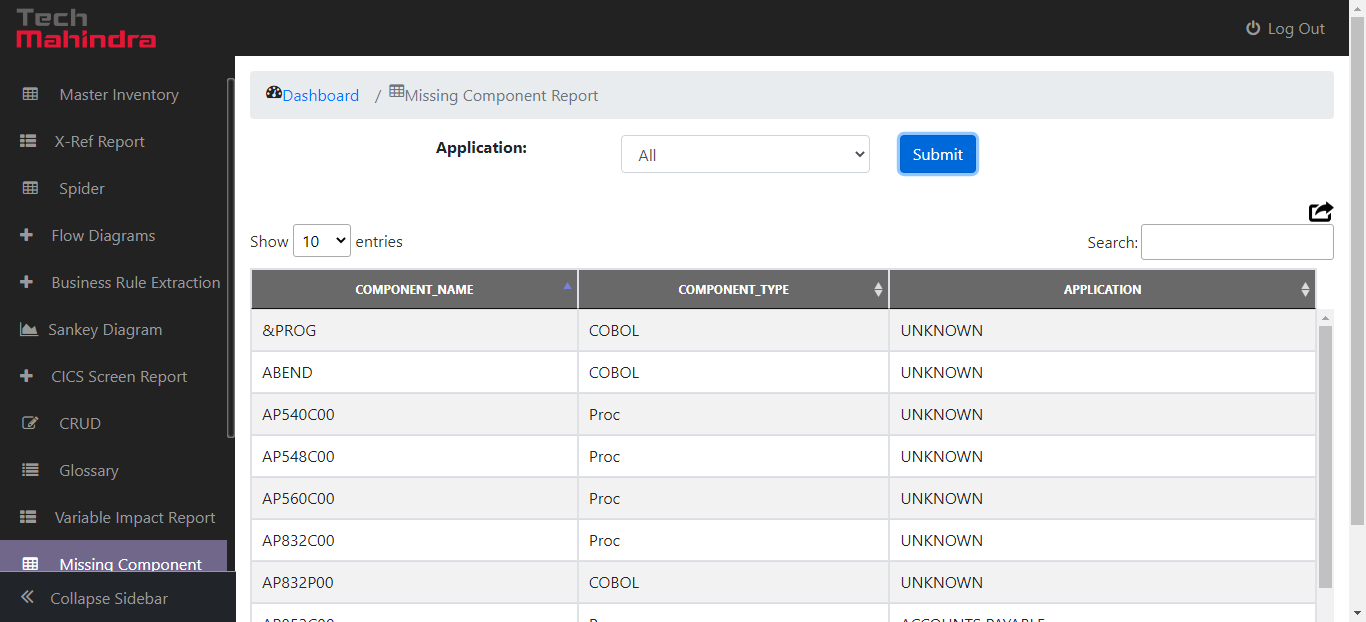 Tech
Mahindra
Log Out
Master Inventory
X-Ref Report
Spider
Flow Diagrams
Business Rule Extraction
Sankey Diagram
CICS Screen Report
CRUD
Glossary
Variable Impact Report
Missing Component
Collapse Sidebar
Dashboard / Missing Component Report
Application: All Submit
Show 10 entries
Search:
COMPONENT_NAME COMPONENT_TYPE APPLICATION
&PROG COBOL UNKNOWN
ABEND COBOL UNKNOWN
AP540C00 Proc UNKNOWN
AP548C00 Proc UNKNOWN
AP560C00 Proc UNKNOWN
AP832C00 Proc UNKNOWN
AP832P00 COBOL UNKNOWN
ACCOUNTS PAYABLE